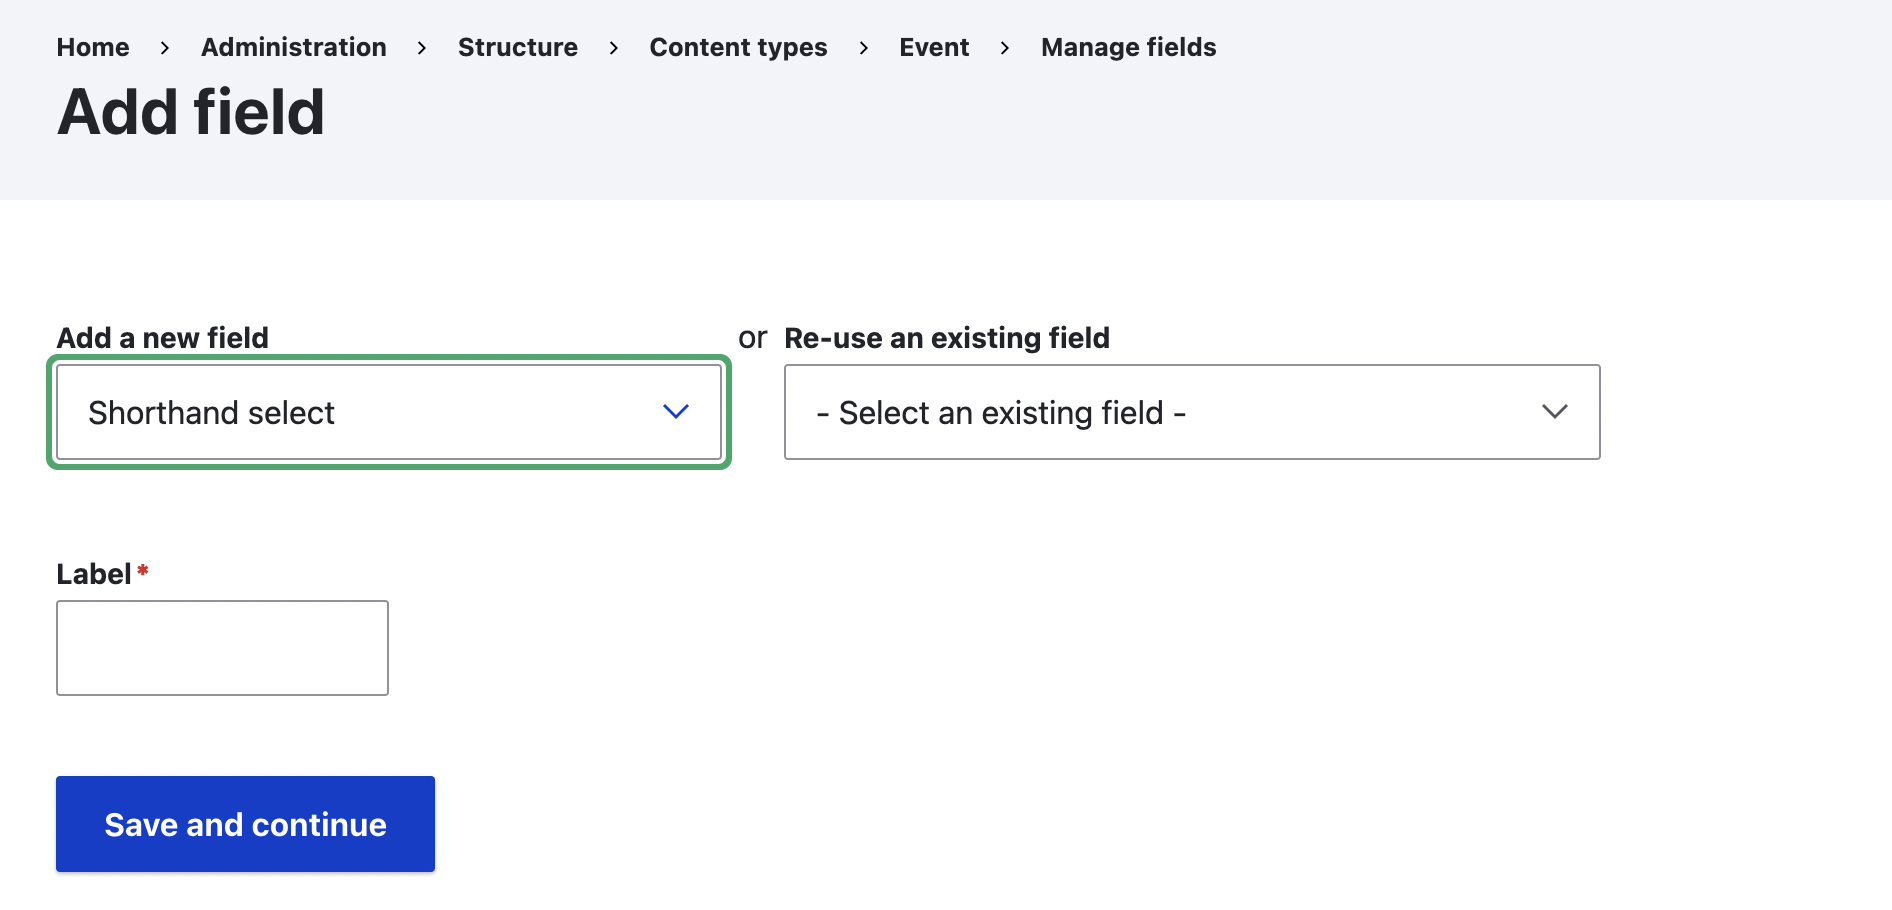 Home > Administration > Structure > Content types > Event > Manage fields
Add field
Add a new field or Re-use an existing field
Shorthand select - Select an existing field -
Label *
Save and continue